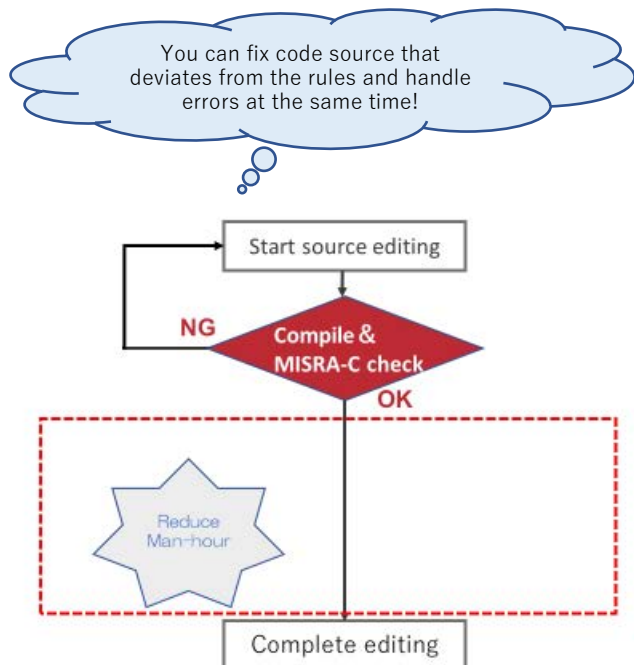 You can fix code source that
deviates from the rules and handle
errors at the same time!
Start source editing
NG
Compile &
MISRA-C check
OK
Reduce
Man-hour
Complete editing